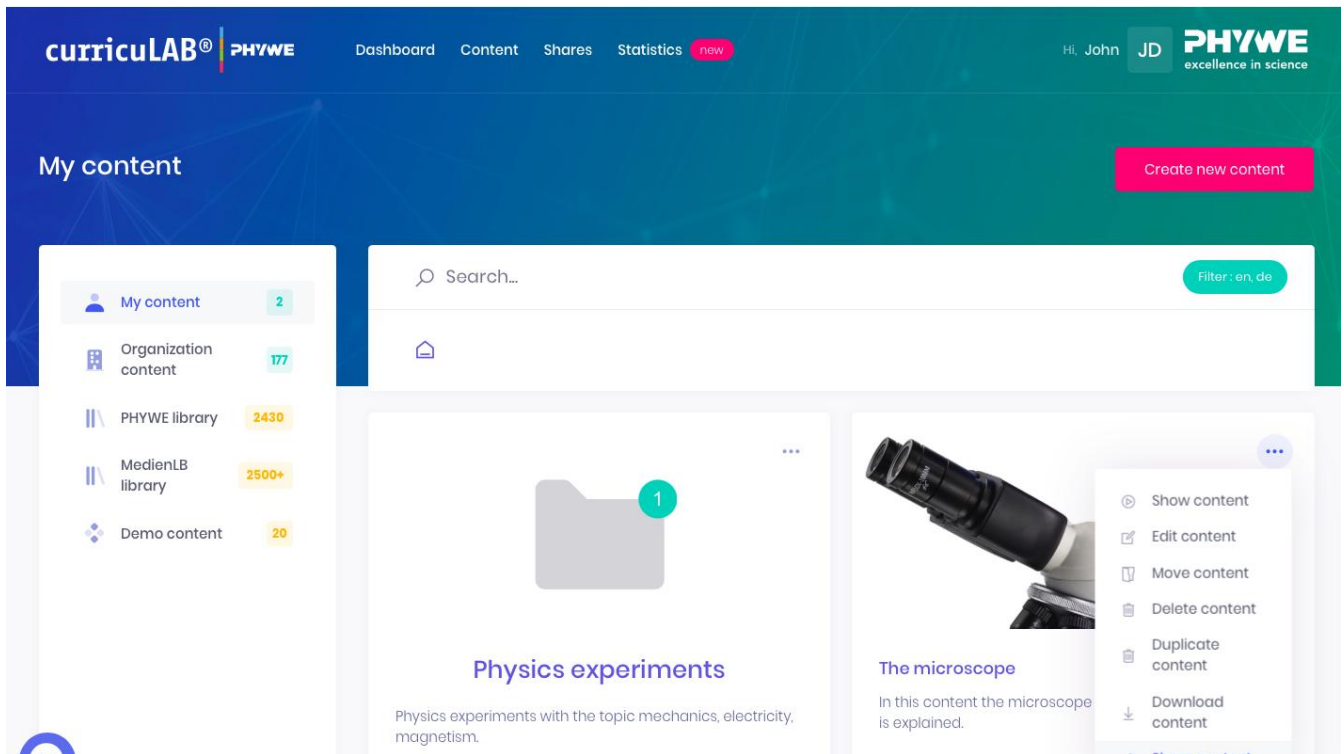 curricuLAB® PHYWE
Dashboard Content Shares Statistics new
Hi, John JD
PHYWE
excellence in science
My content
Create new content
My content 2
Organization
content
177
PHYWE library 2430
MedienLB
library
2500+
Demo content 20
Search...
Filter : en, de
1
Physics experiments
Physics experiments with the topic mechanics, electricity,
magnetism.
The microscope
In this content the microscope
is explained.
Show content
Edit content
Move content
Delete content
Duplicate
content
Download
content